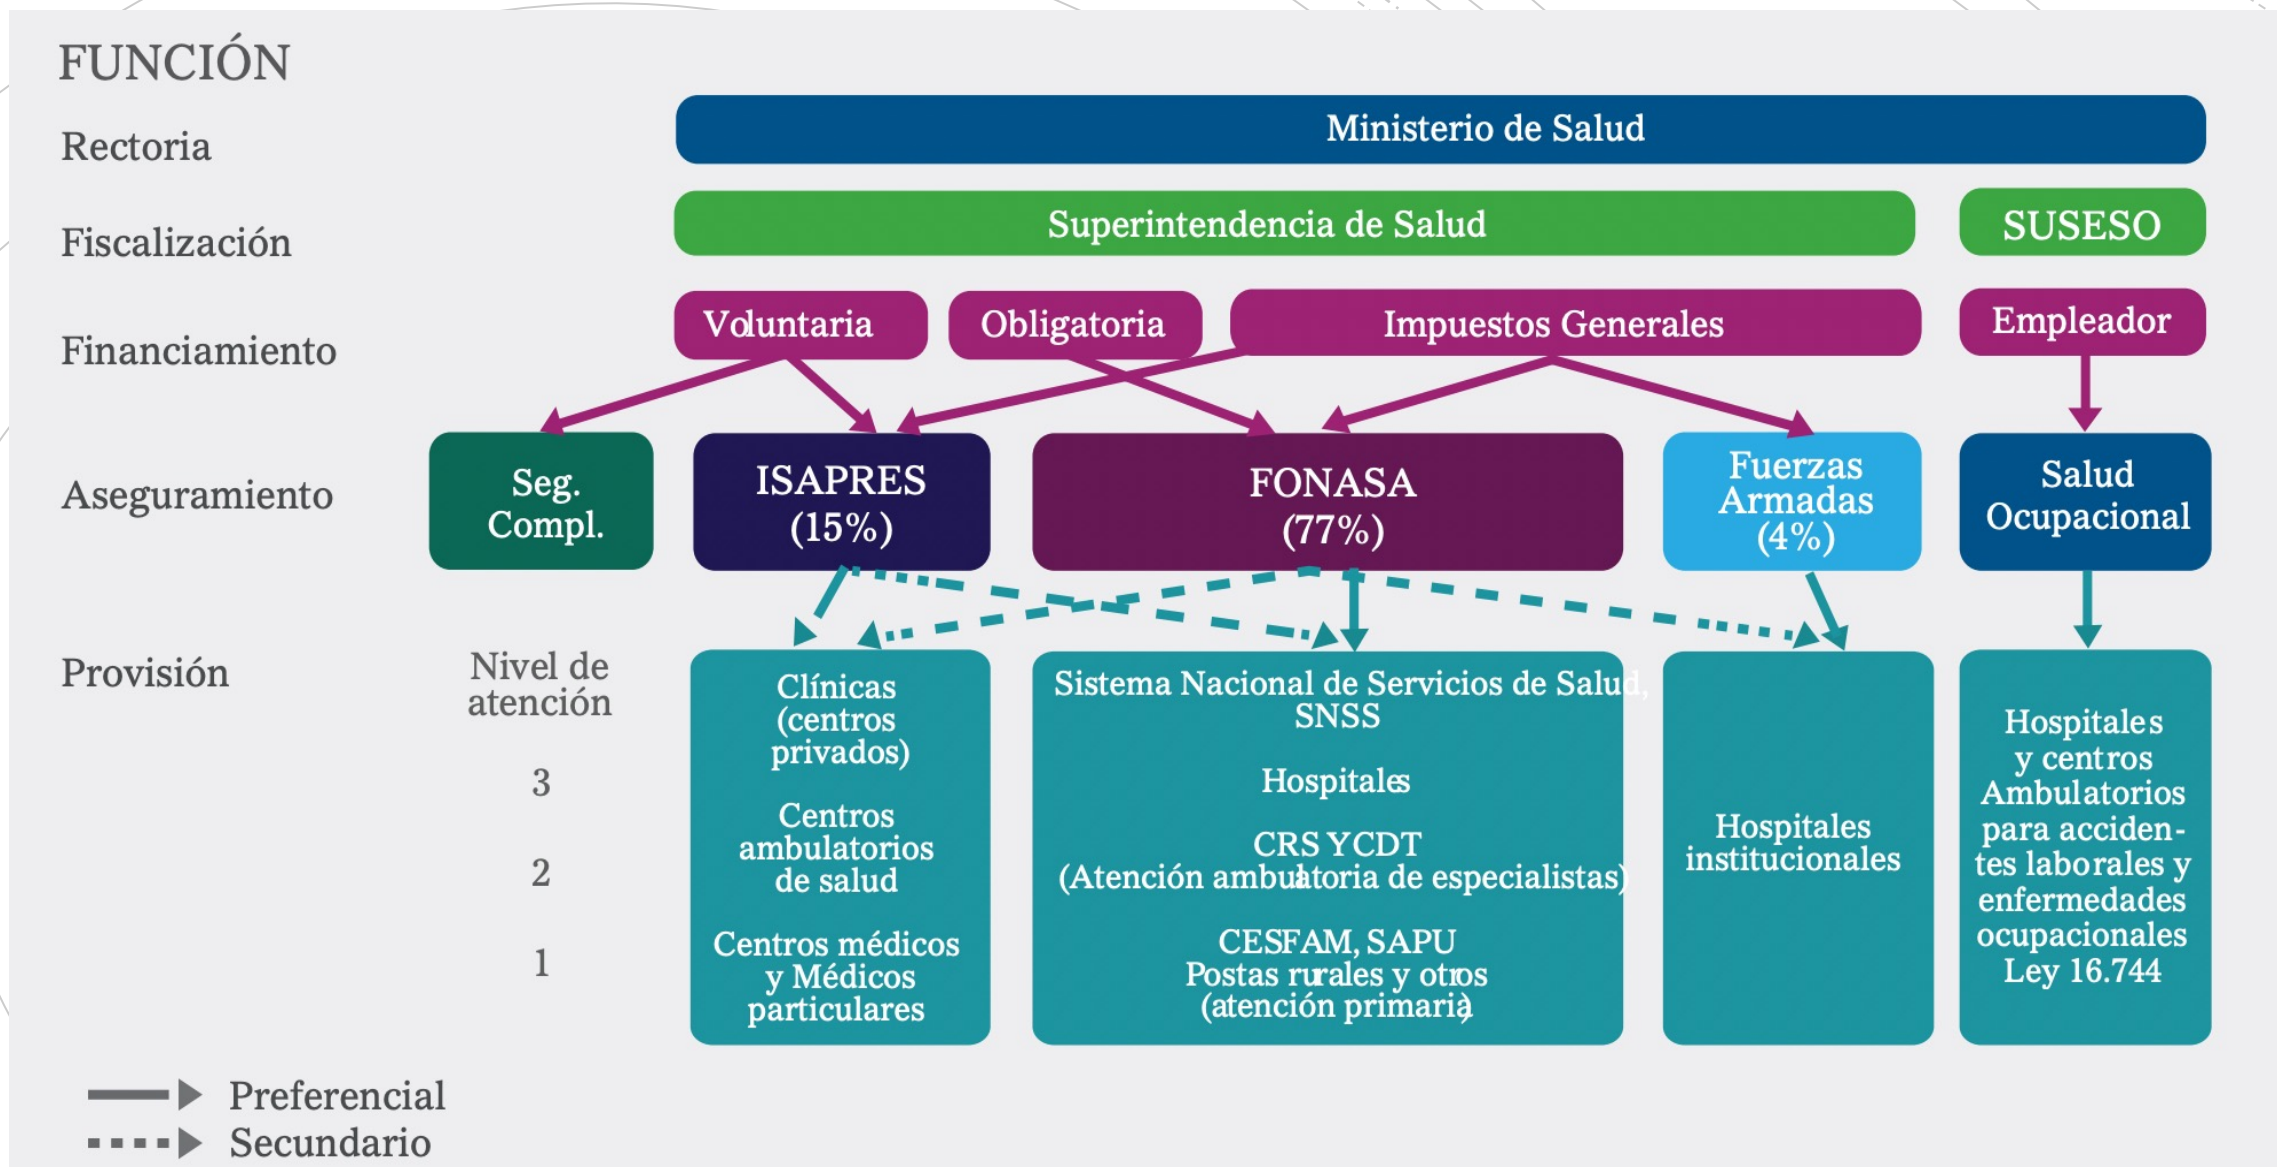 FUNCIÓN
Rectoria
Ministerio de Salud
Fiscalización
Superintendencia de Salud
SUSESO
Financiamiento
Voluntaria
Obligatoria
Impuestos Generales
Empleador
Aseguramiento
Seg.
Compl.
ISAPRES
(15%)
FONASA
(77%)
Fuerzas
Armadas
(4%)
Salud
Ocupacional
Provisión
Nivel de
atención
3
2
1
Clínicas
(centros
privados)
Centros
ambulatorios
de salud
Centros médicos
y Médicos
particulares
Sistema Nacional de Servicios de Salud,
SNSS
Hospitales
CRS YCDT
(Atención ambulatoria de especialistas)
CESFAM, SAPU
Postas rurales y otros
(atención primaria)
Hospitales
institucionales
Hospitales
y centros
Ambulatorios
para acciden-
tes laborales y
enfermedades
ocupacionales
Ley 16.744
Preferencial
Secundario